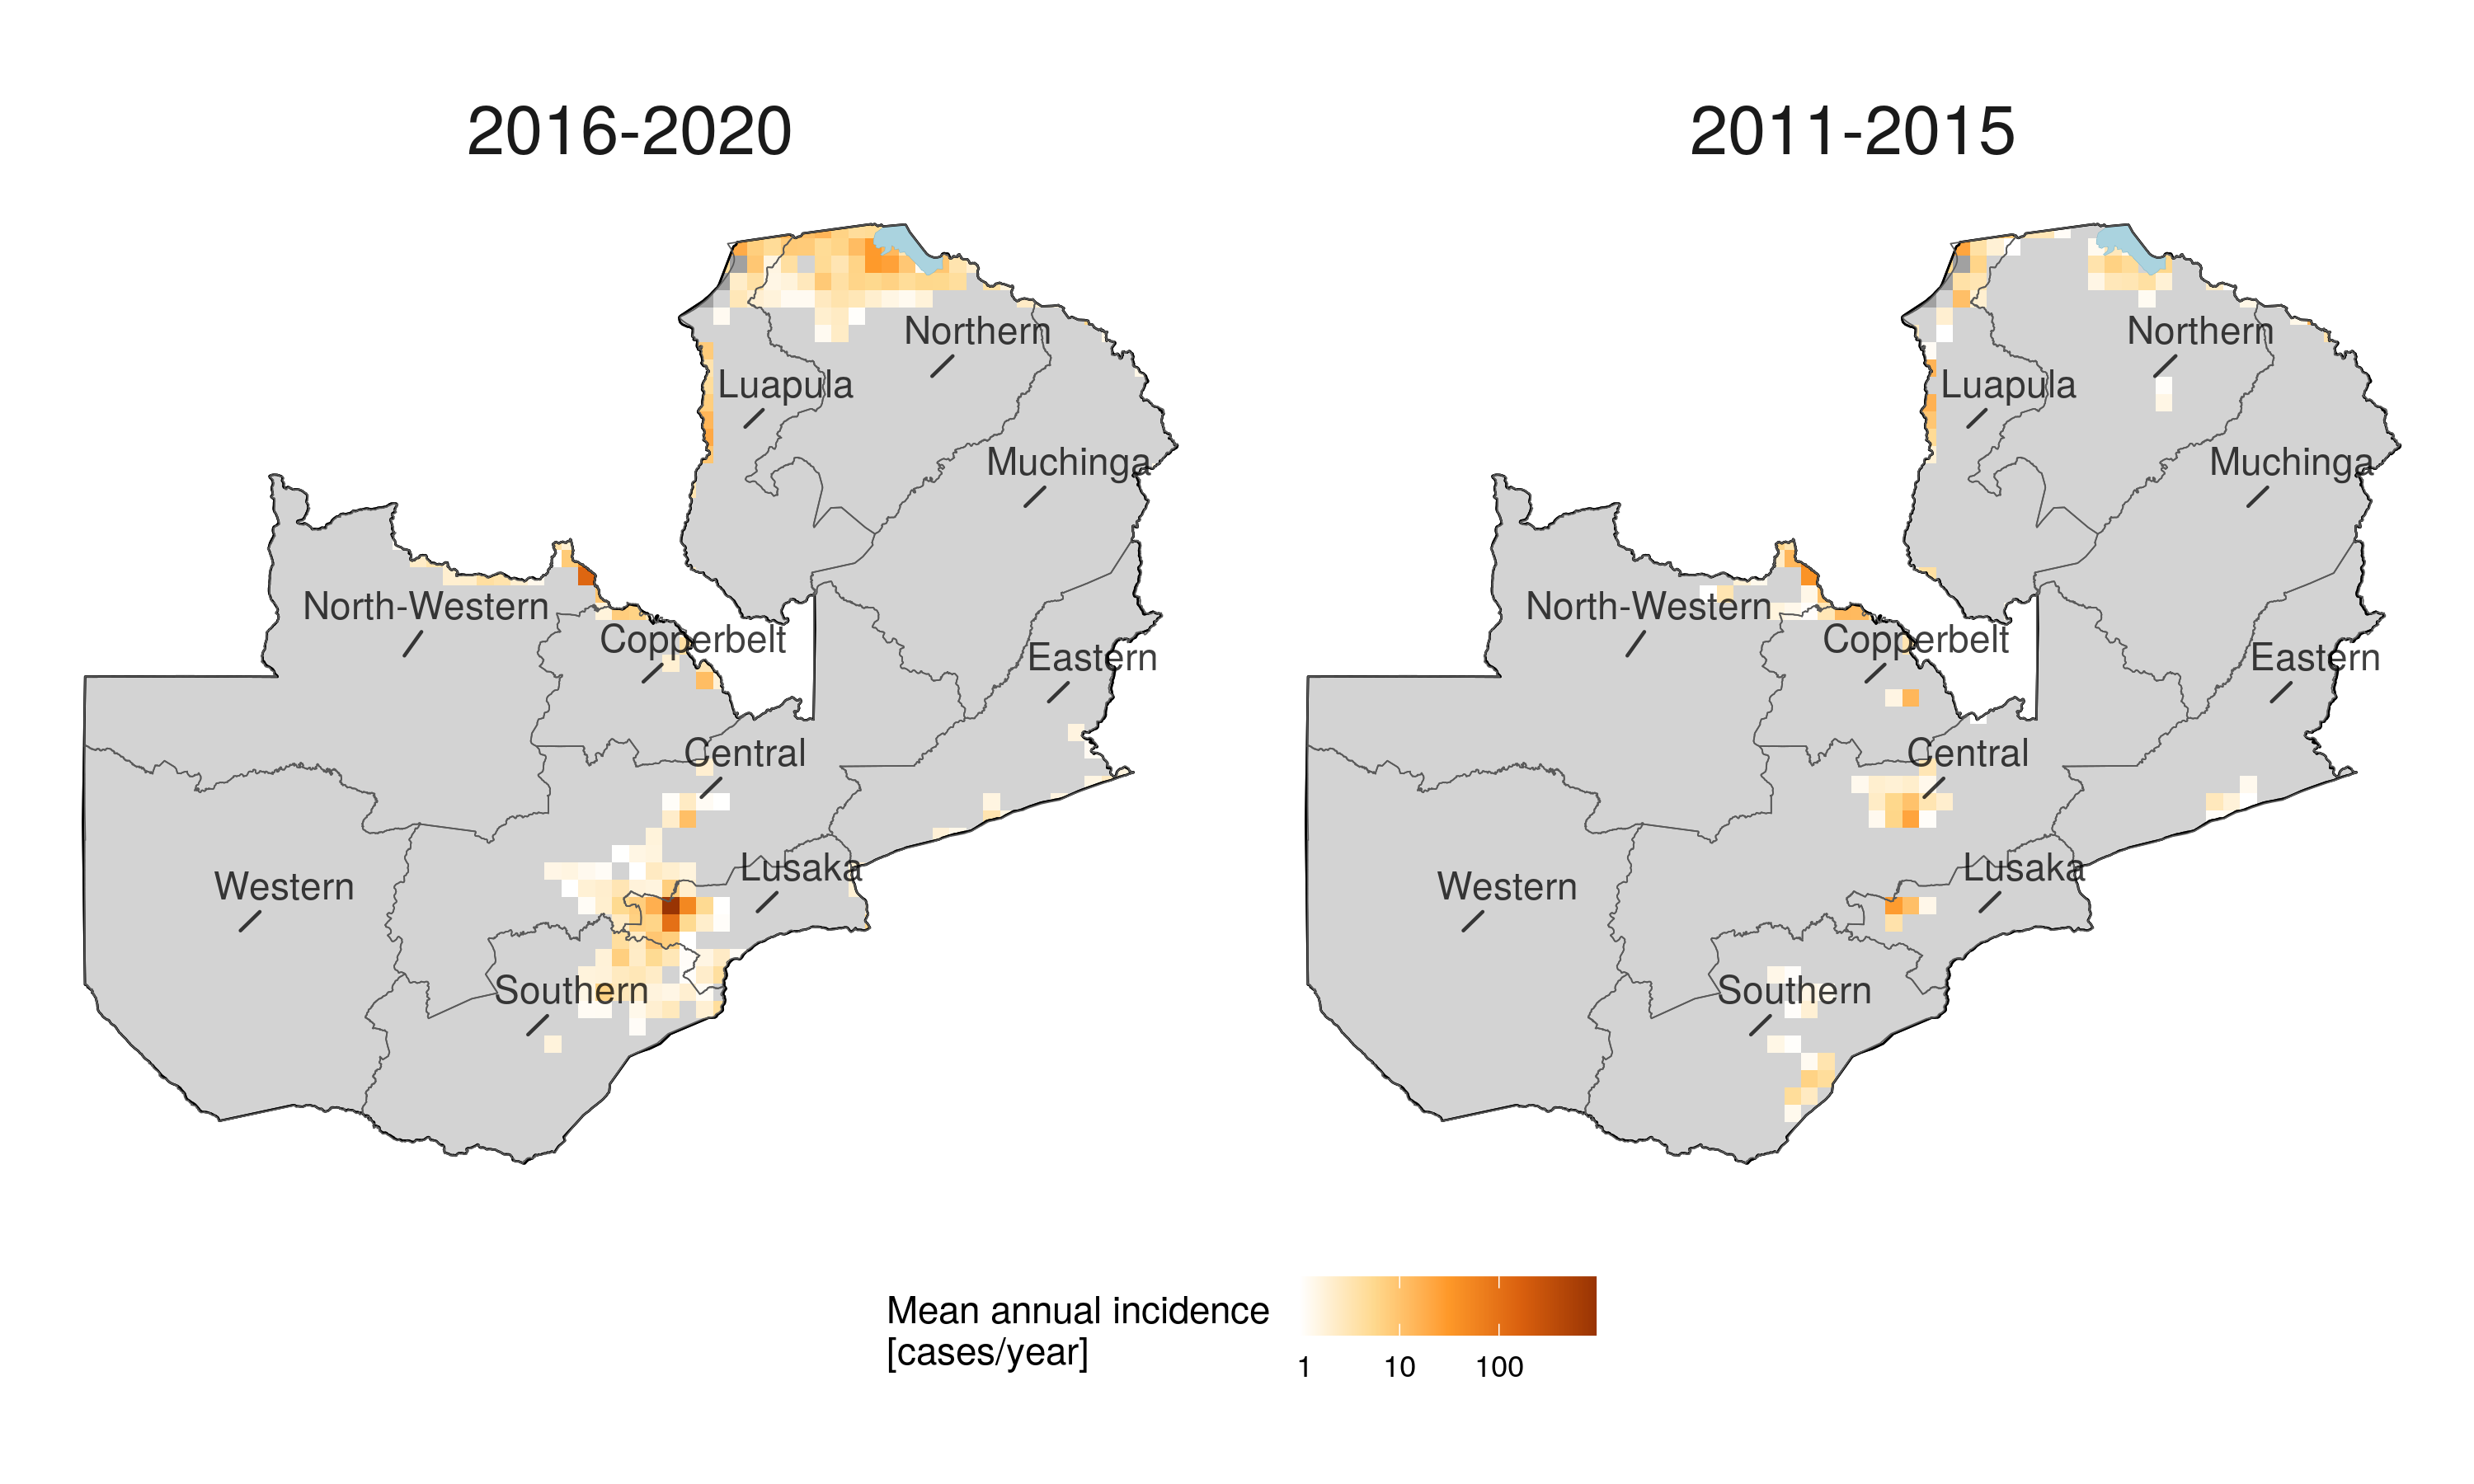 2016-2020
2011-2015
Northern
Luapula
Muchinga
North-Western
Copperbelt
Eastern
Central
Lusaka
Western
Southern
Northern
Luapula
Muchinga
North-Western
Copperbelt
Eastern
Central
Lusaka
Western
Southern
Mean annual incidence
[cases/year]
1 10 100